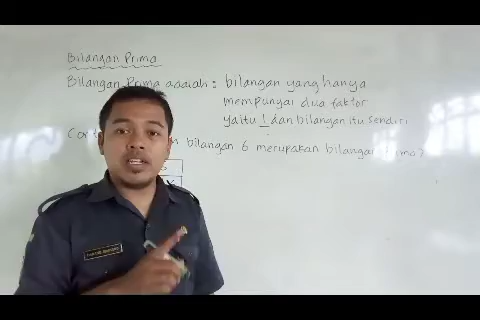 Bilangan Prima
Bilangan Prima adalah : bilangan yang hanya
mempunyai dua faktor
yaitu 1 dan bilangan itu sendiri
bilangan 6 merupakan bilangan ?